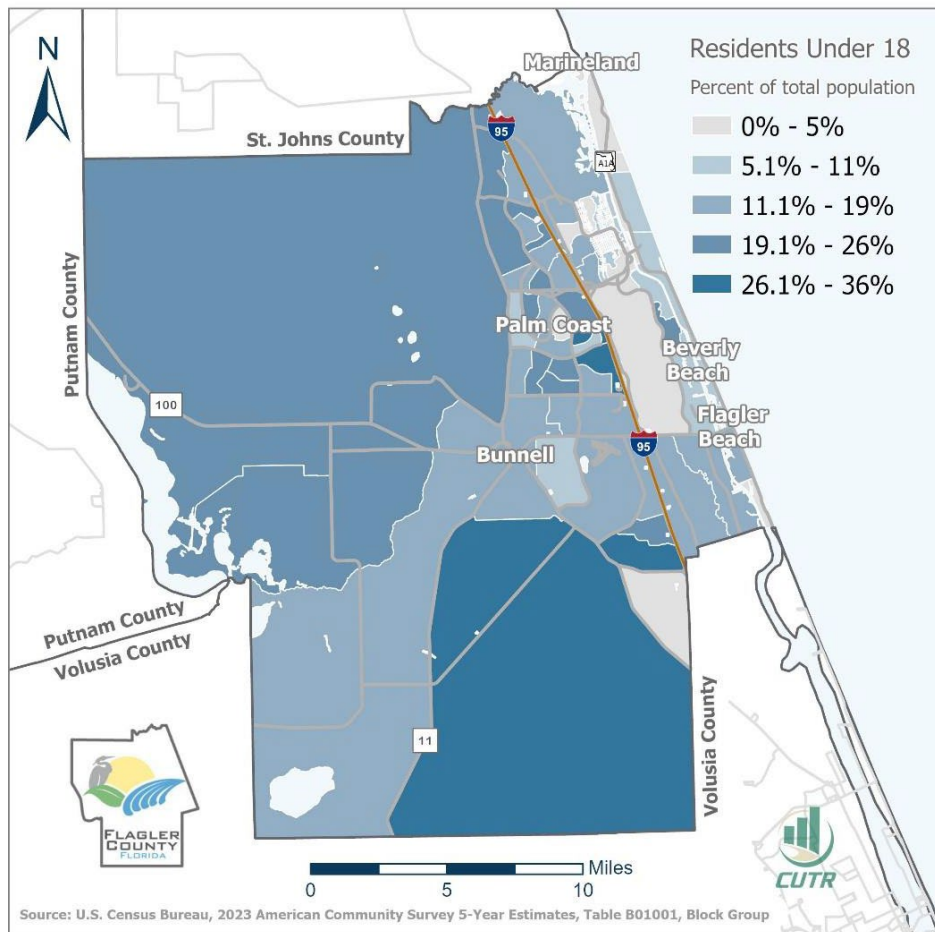 N
Marineland
Residents Under 18
Percent of total population
0% - 5%
5.1% - 11%
11.1% - 19%
19.1% - 26%
26.1% - 36%
95
St. Johns County
A1A
Putnam County
Palm Coast
Beverly
Beach
100
Flagler
Beach
95
Bunnell
Putnam County
Volusia County
Volusia County
11
FLAGLER
COUNTY
FLORIDA
CUTR
Miles
0
5
10
Source: U.S. Census Bureau, 2023 American Community Survey 5-Year Estimates, Table B01001, Block Group